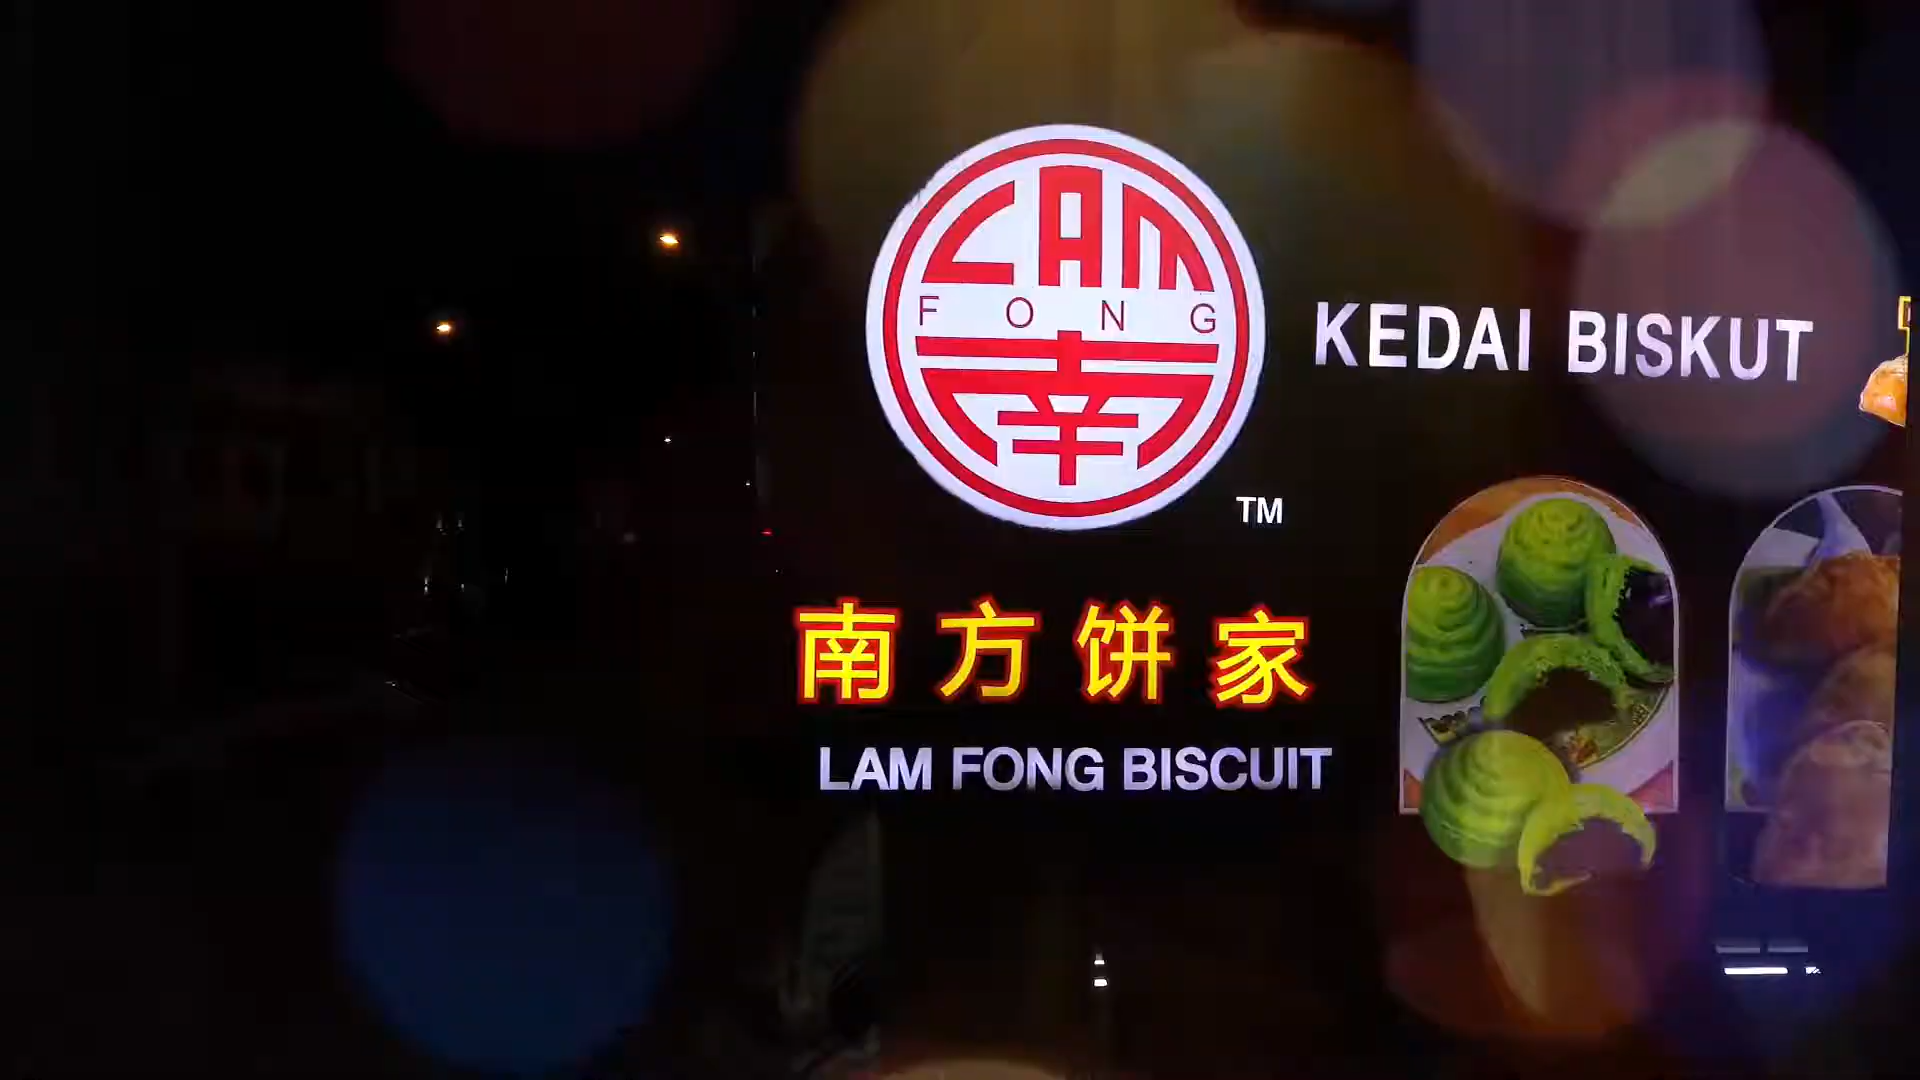 LAM
FONG
南
KEDAI BISKUT
TM
南方饼家
LAM FONG BISCUIT